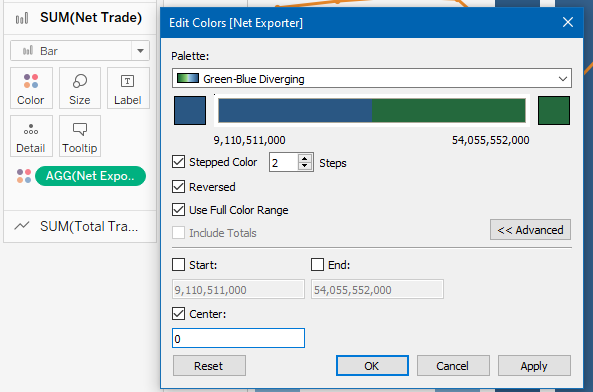 SUM(Net Trade)
Bar
Color
Size
Label
Detail
Tooltip
AGG(Net Expo..
SUM(Total Tra...
Edit Colors [Net Exporter]
Palette:
Green-Blue Diverging
9,110,511,000
54,055,552,000
Stepped Color
2
Steps
Reversed
Use Full Color Range
Include Totals
<< Advanced
Start:
End:
9,110,511,000
54,055,552,000
Center:
0
Reset
OK
Cancel
Apply